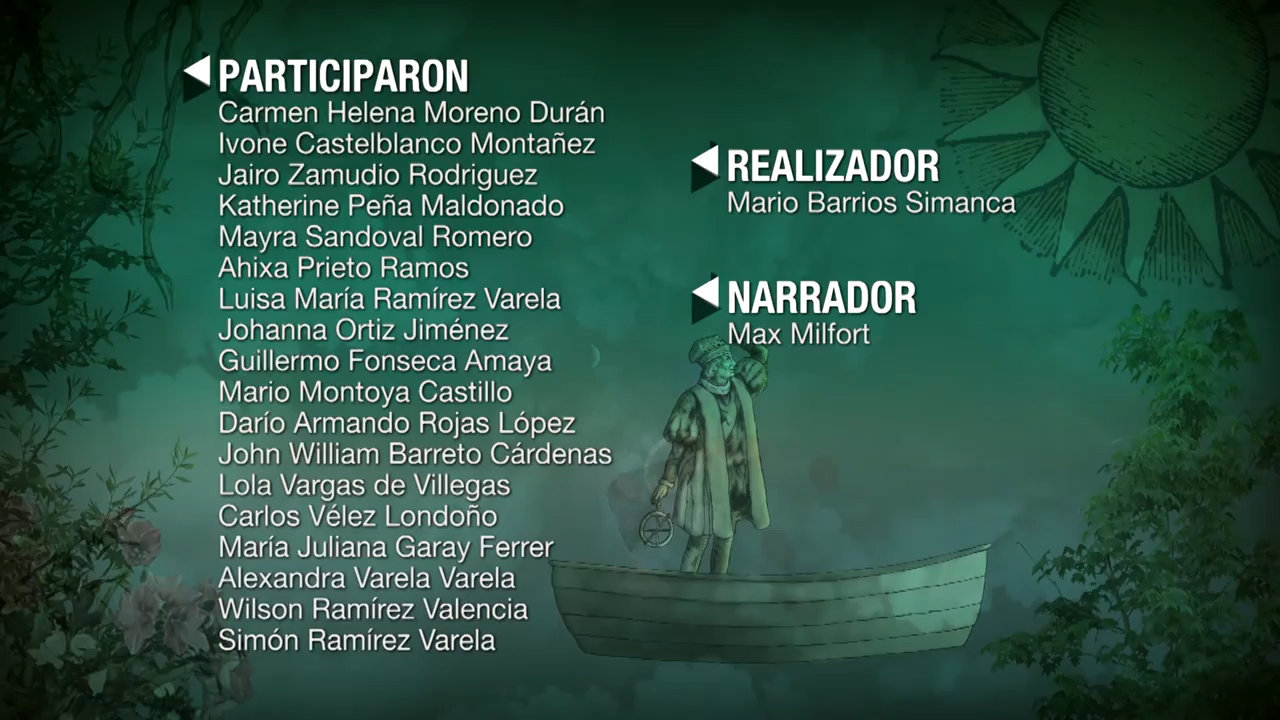 PARTICIPARON
Carmen Helena Moreno Durán
Ivone Castelblanco Montañez
Jairo Zamudio Rodriguez
Katherine Peña Maldonado
Mayra Sandoval Romero
Ahixa Prieto Ramos
Luisa María Ramírez Varela
Johanna Ortiz Jiménez
Guillermo Fonseca Amaya
Mario Montoya Castillo
Darío Armando Rojas López
John William Barreto Cárdenas
Lola Vargas de Villegas
Carlos Vélez Londoño
María Juliana Garay Ferrer
Alexandra Varela Varela
Wilson Ramírez Valencia
Simón Ramírez Varela
REALIZADOR
Mario Barrios Simanca
NARRADOR
Max Milfort